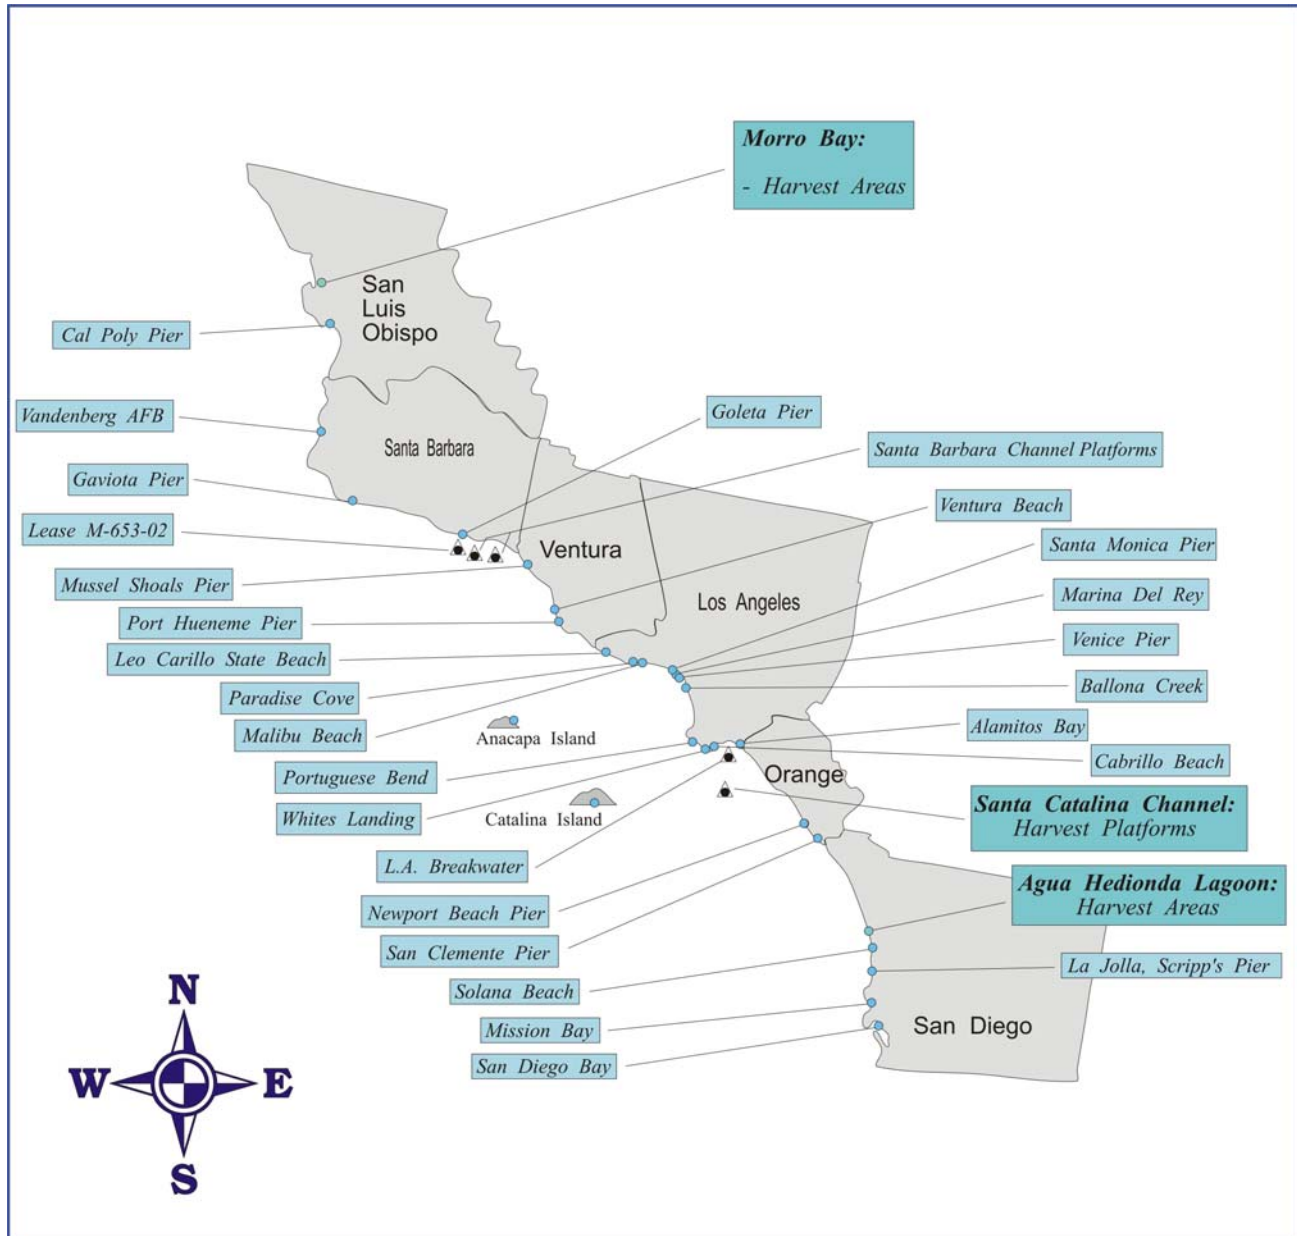 Morro Bay:
- Harvest Areas
San
Luis
Obispo
Cal Poly Pier
Vandenberg AFB
Goleta Pier
Santa Barbara
Santa Barbara Channel Platforms
Gaviota Pier
Ventura Beach
Lease M-653-02
Santa Monica Pier
Ventura
Mussel Shoals Pier
Marina Del Rey
Los Angeles
Port Hueneme Pier
Venice Pier
Leo Carillo State Beach
Ballona Creek
Paradise Cove
Malibu Beach
Anacapa Island
Alamitos Bay
Cabrillo Beach
Portuguese Bend
Orange
Santa Catalina Channel:
Harvest Platforms
Whites Landing
Catalina Island
L.A. Breakwater
Agua Hedionda Lagoon:
Harvest Areas
Newport Beach Pier
San Clemente Pier
La Jolla, Scripp's Pier
Solana Beach
Mission Bay
San Diego
San Diego Bay
N
W
E
S